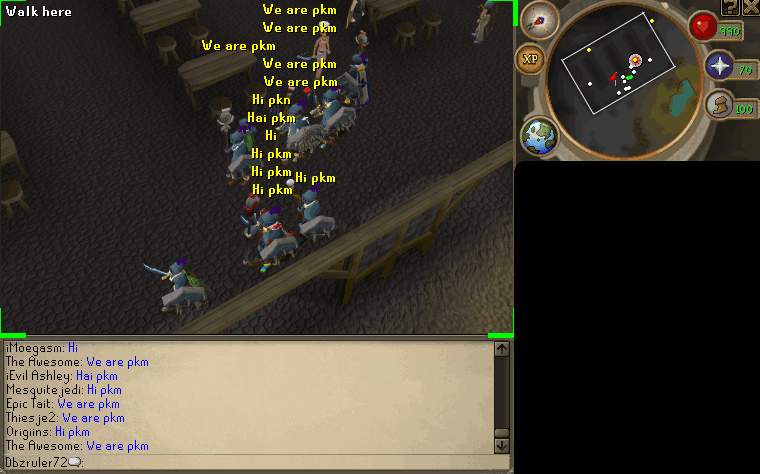 Walk here
We are pkm
We are pkm
We are pkm
We are pkm
We are pkm
Hi pkn
Hai pkm
Hi
Hi pkm
Hi pkm
Hi pkm
Hi pkm
XP
?
990
70
100
iMoegasm: Hi
The Awesome: We are pkm
iEvil Ashley: Hai pkm
Mesquite jedi: Hi pkm
Epic Tait: We are pkm
Thies je2: We are pkm
Origiins: Hi pkm
The Awesome: We are pkm
Dbzruler72: